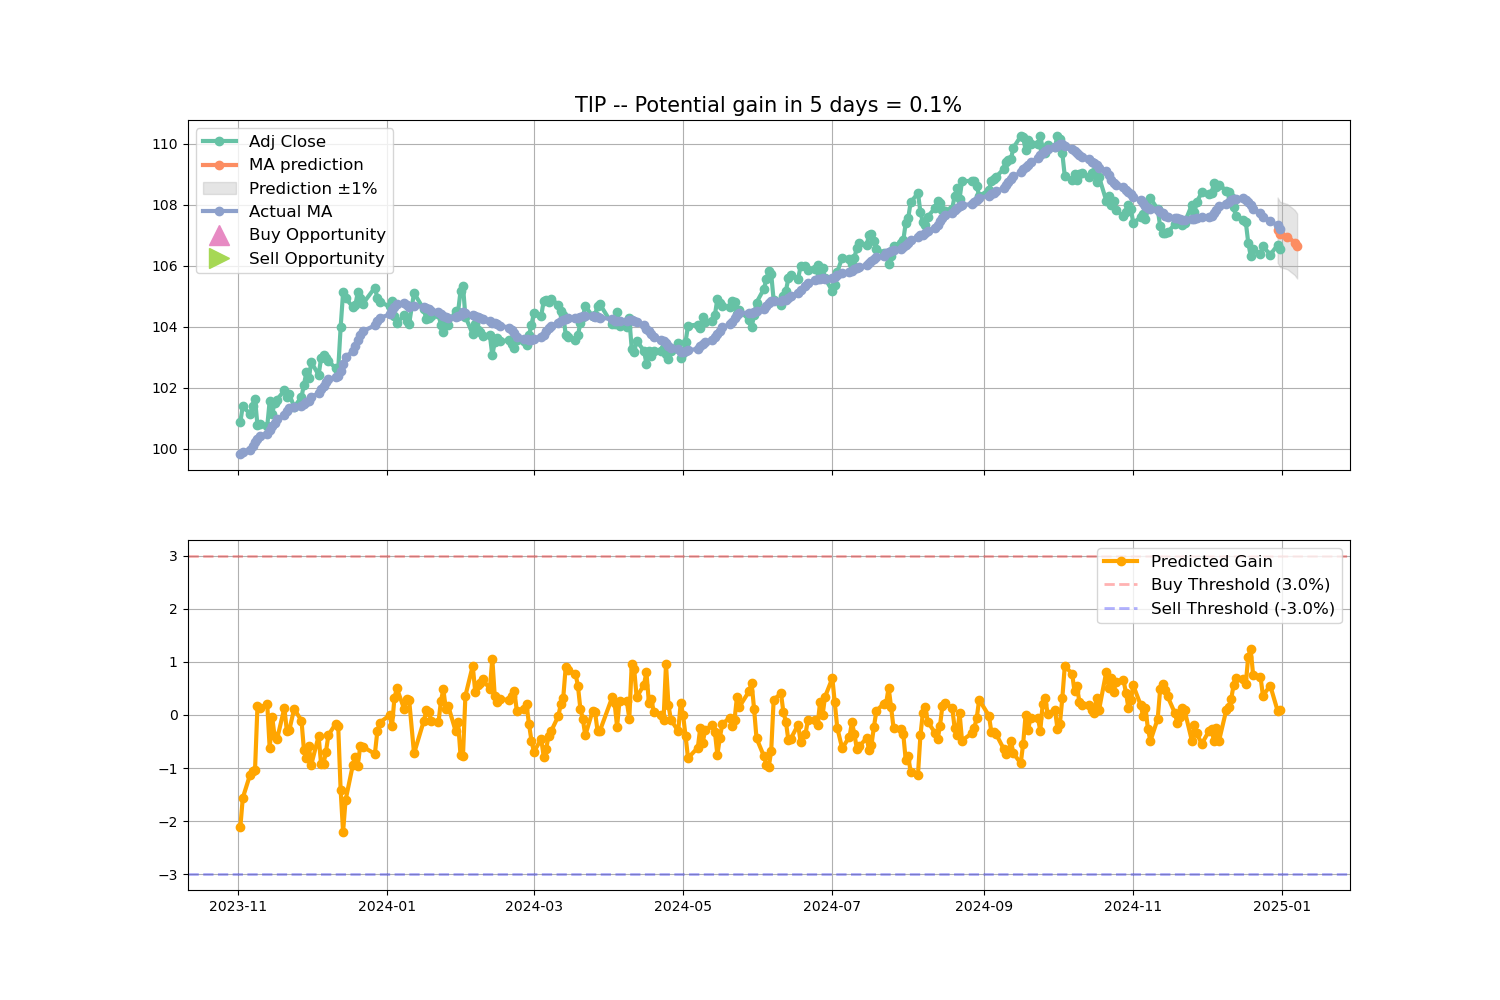 TIP -- Potential gain in 5 days = 0.1%
110
108
106
104
102
100
Adj Close
MA prediction
Prediction ±1%
Actual MA
Buy Opportunity
Sell Opportunity
3
2
1
0
−1
−2
−3
Predicted Gain
Buy Threshold (3.0%)
Sell Threshold (-3.0%)
2023-11
2024-01
2024-03
2024-05
2024-07
2024-09
2024-11
2025-01